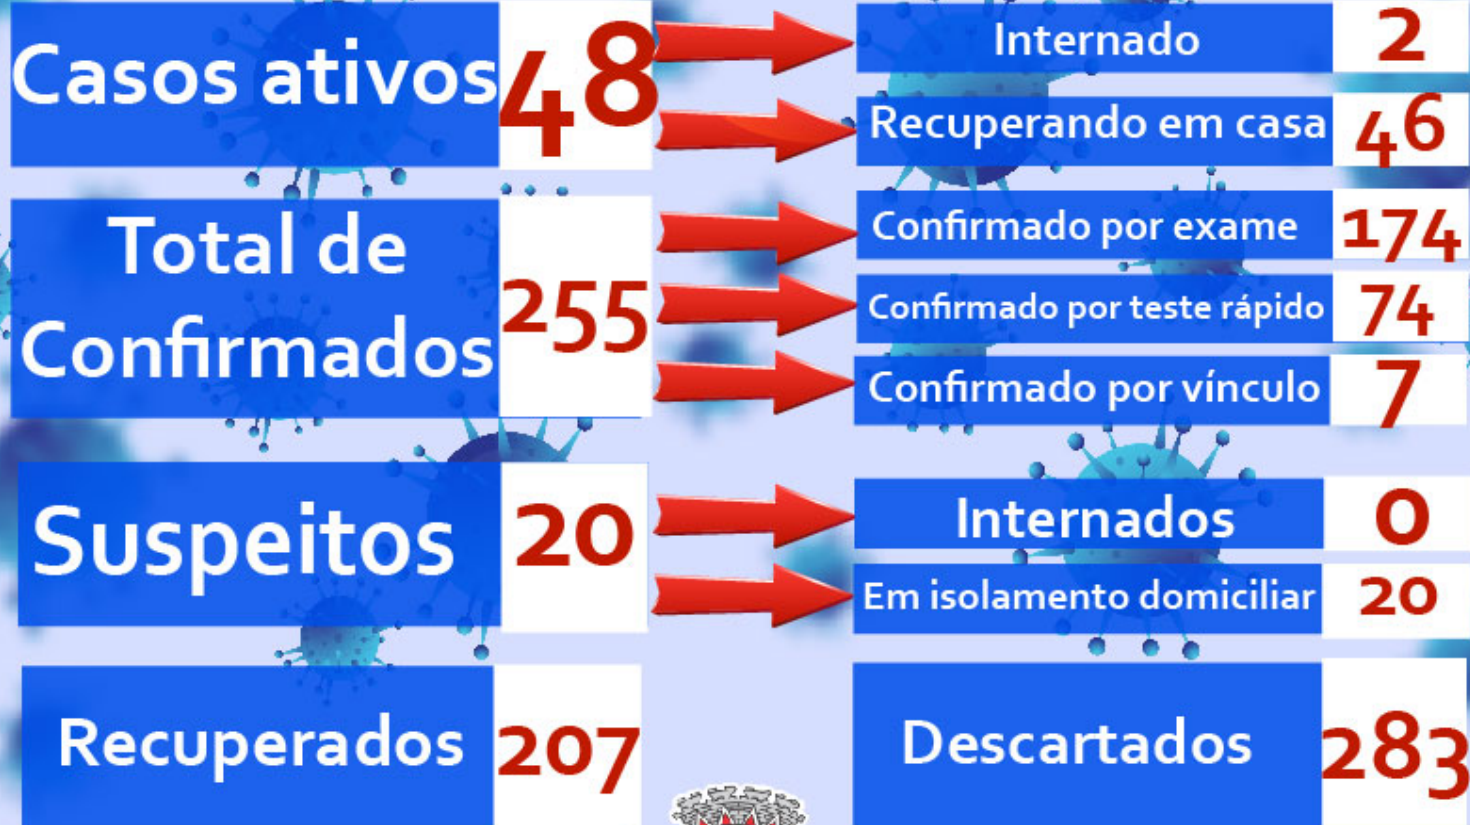 Casos ativos 48
Internado 2
Recuperando em casa 46
Total de
Confirmados 255
Confirmado por exame 174
Confirmado por teste rápido 74
Confirmado por vínculo 7
Suspeitos 20
Internados 0
Em isolamento domiciliar 20
Recuperados 207
Descartados 283